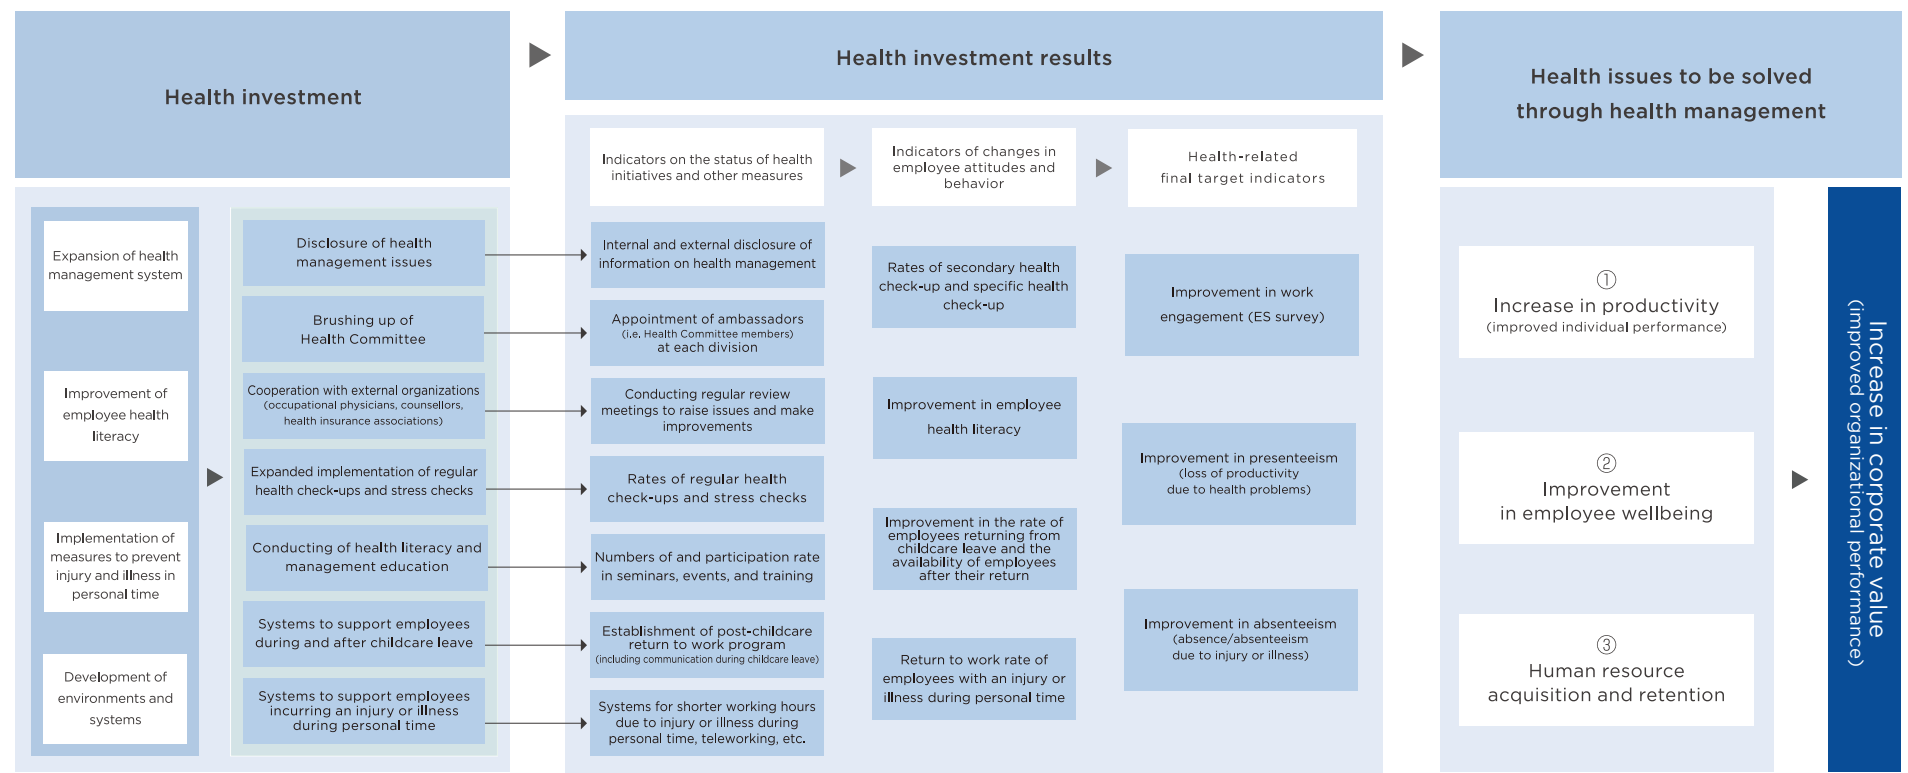 Health investment
Expansion of health
management system
Improvement of
employee health
literacy
Implementation of
measures to prevent
injury and illness in
personal time
Development of
environments and
systems
Disclosure of health
management issues
Brushing up of
Health Committee
Cooperation with external organizations
(occupational physicians, counsellors,
health insurance associations)
Expanded implementation of regular
health check-ups and stress checks
Conducting of health literacy and
management education
Systems to support employees
during and after childcare leave
Systems to support employees
incurring an injury or illness
during personal time
Health investment results
Indicators on the status of health
initiatives and other measures
Internal and external disclosure of
information on health management
Appointment of ambassadors
(i.e. Health Committee members)
at each division
Conducting regular review
meetings to raise issues and make
improvements
Rates of regular health
check-ups and stress checks
Numbers of and participation rate
in seminars, events, and training
Establishment of post-childcare
return to work program
(including communication during childcare leave)
Systems for shorter working hours
due to injury or illness during
personal time, teleworking, etc.
Indicators of changes in
employee attitudes and
behavior
Rates of secondary health
check-up and specific health
check-up
Improvement in employee
health literacy
Improvement in the rate of
employees returning from
childcare leave and the
availability of employees
after their return
Return to work rate of
employees with an injury or
illness during personal time
Health-related
final target indicators
Improvement in work
engagement (ES survey)
Improvement in presenteeism
(loss of productivity
due to health problems)
Improvement in absenteeism
(absence/absenteeism
due to injury or illness)
Health issues to be solved
through health management
①
Increase in productivity
(improved individual performance)
②
Improvement
in employee wellbeing
③
Human resource
acquisition and retention
Increase in corporate value
(improved organizational performance)